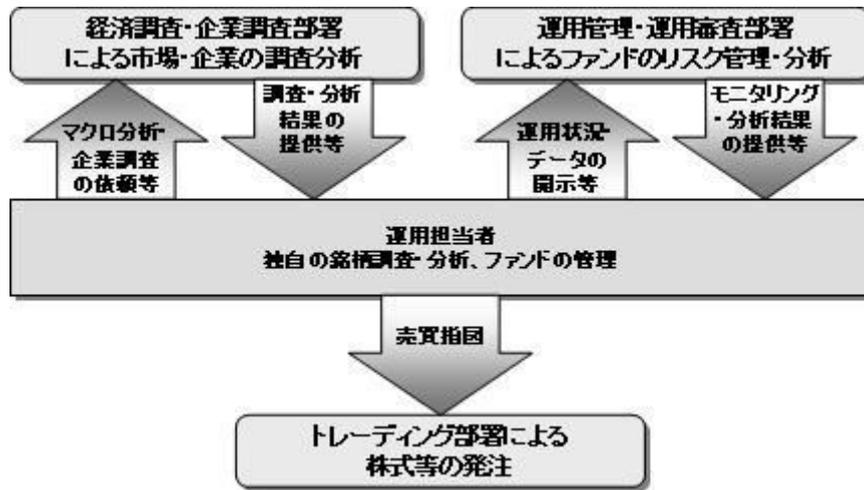 経済調査・企業調査部署
による市場・企業の調査分析
運用管理・運用審査部署
によるファンドのリスク管理・分析
マクロ分析・
企業調査
の依頼等
調査・分析
結果の
提供等
運用状況・
データの
開示等
モニタリング
・分析結果
の提供等
運用担当者
独自の銘柄調査・分析、ファンドの管理
売買指図
トレーディング部署による
株式等の発注